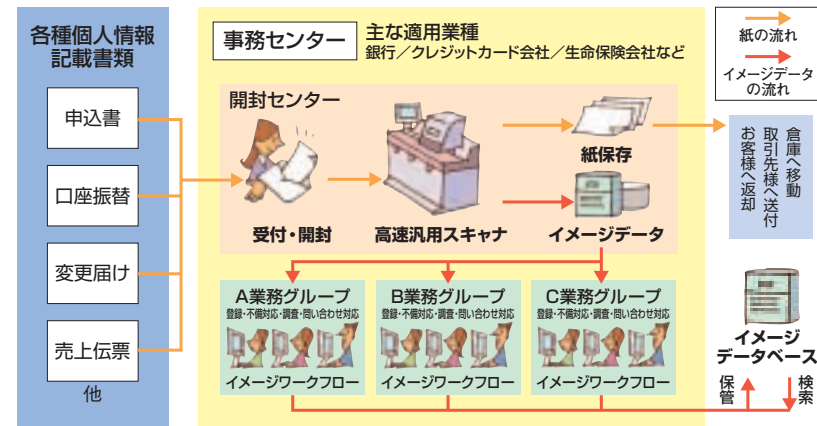 各種個人情報
記載書類
申込書
口座振替
変更届け
売上伝票
他
事務センター
主な適用業種
銀行／クレジットカード会社／生命保険会社など
開封センター
受付・開封
高速汎用スキャナ
紙保存
イメージデータ
A業務グループ
登録・不備対応・調査・問い合わせ対応
イメージワークフロー
B業務グループ
登録・不備対応・調査・問い合わせ対応
イメージワークフロー
C業務グループ
登録・不備対応・調査・問い合わせ対応
イメージワークフロー
紙の流れ
イメージデータ
の流れ
倉庫へ移動
取引先様へ送付
お客様へ返却
イメージ
データベース
保管
検索